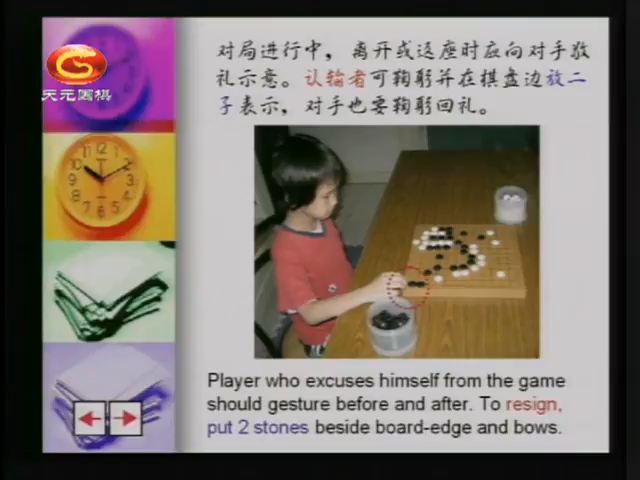 天元围棋
对局进行中，离开或返座时应向对手敬
礼示意。认输者可鞠躬并在棋盘边放二
子表示，对手也要鞠躬回礼。
Player who excuses himself from the game
should gesture before and after. To resign,
put 2 stones beside board-edge and bows.